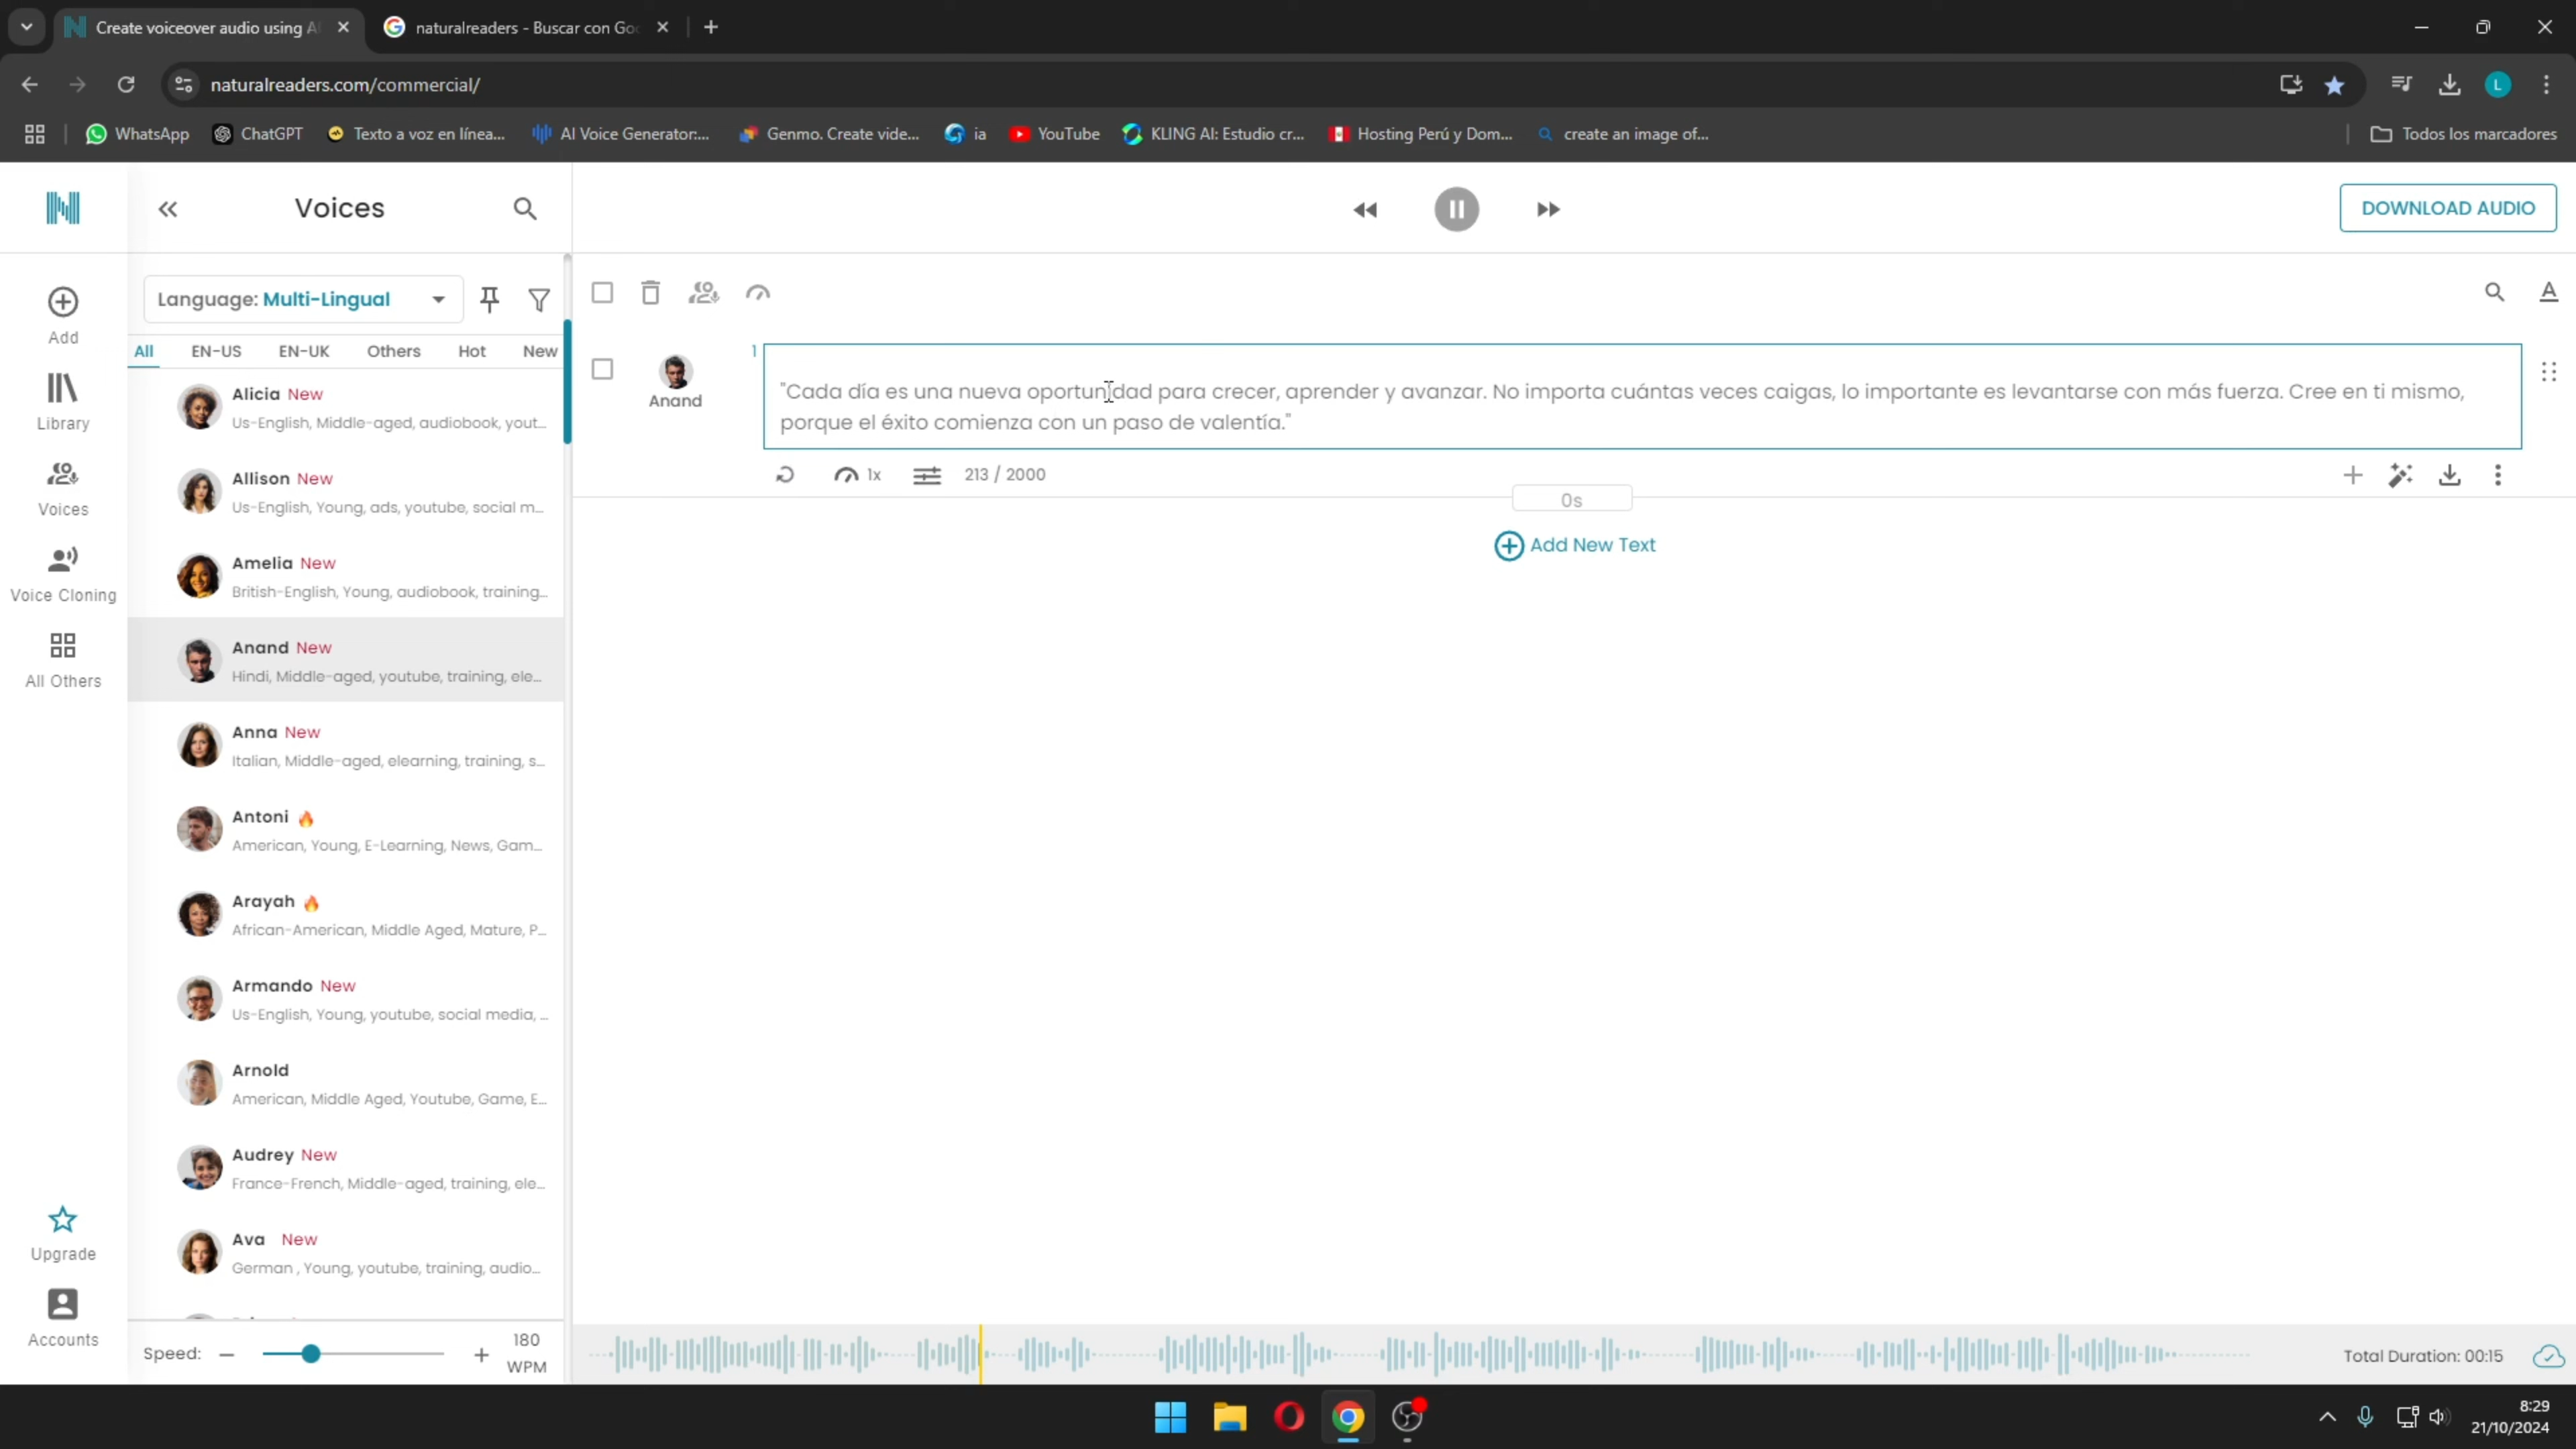 Create voiceover audio using A
naturalreaders - Buscar con Go
naturalreaders.com/commercial/
L
WhatsApp
ChatGPT
Texto a voz en línea...
AI Voice Generator:...
Genmo. Create vide...
ia
YouTube
KLING AI: Estudio cr...
Hosting Perú y Dom...
create an image of...
Todos los marcadores
Voices
DOWNLOAD AUDIO
Add
Library
Voices
Voice Cloning
All Others
Upgrade
Accounts
Language: Multi-Lingual
All
EN-US
EN-UK
Others
Hot
New
Alicia New
Us-English, Middle-aged, audiobook, yout...
Allison New
Us-English, Young, ads, youtube, social m...
Amelia New
British-English, Young, audiobook, training...
Anand New
Hindi, Middle-aged, youtube, training, ele...
Anna New
Italian, Middle-aged, elearning, training, s...
Antoni
American, Young, E-Learning, News, Gam...
Arayah
African-American, Middle Aged, Mature, P...
Armando New
Us-English, Young, youtube, social media, ...
Arnold
American, Middle Aged, Youtube, Game, E...
Audrey New
France-French, Middle-aged, training, ele...
Ava New
German , Young, youtube, training, audio...
Speed:
180
WPM
Anand
1
"Cada día es una nueva oportunidad para crecer, aprender y avanzar. No importa cuántas veces caigas, lo importante es levantarse con más fuerza. Cree en ti mismo,
porque el éxito comienza con un paso de valentía."
1x
213 / 2000
0s
Add New Text
Total Duration: 00:15
8:29
21/10/2024